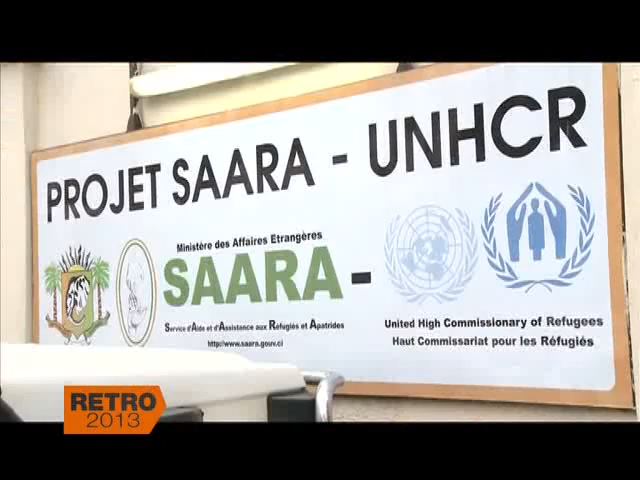 PROJET SAARA - UNHCR
Ministère des Affaires Etrangères
SAARA -
Service d'Aide et d'Assistance aux Réfugiés et Apatrides
http://www.saara.gouv.ci
United High Commissionary of Refugees
Haut Commissariat pour les Réfugiés
RETRO
2013